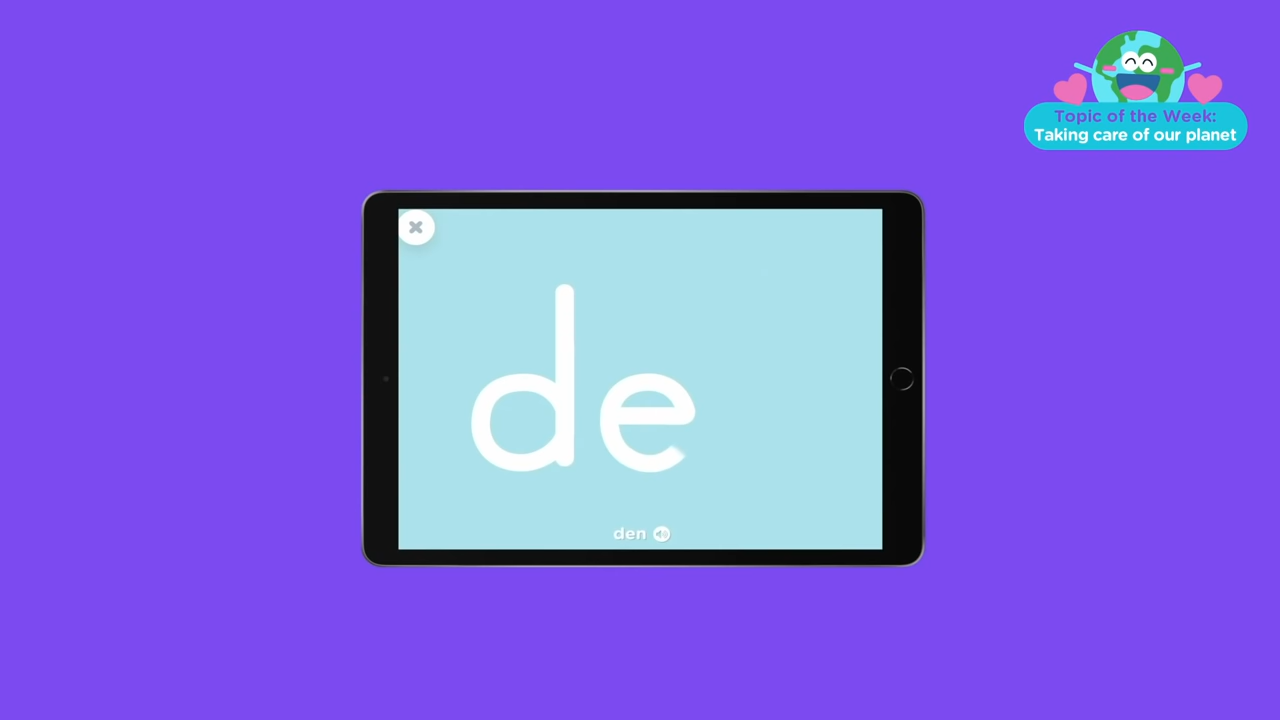 Topic of the Week:
Taking care of our planet
de
den